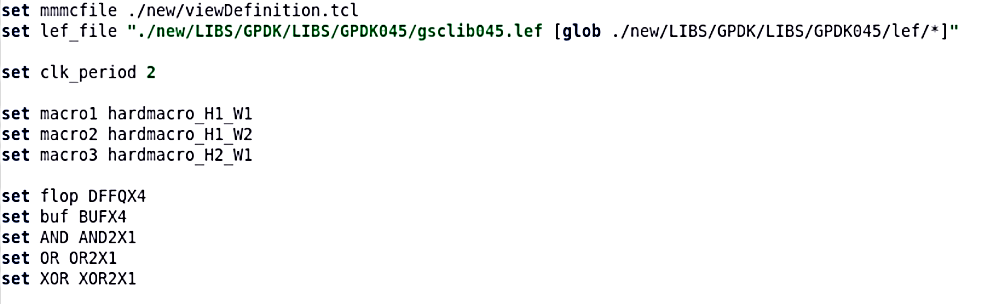 set mmmcfile ./new/viewDefinition.tcl
set lef_file "./new/LIBS/GPDK/LIBS/GPDK045/gsclib045.lef [glob ./new/LIBS/GPDK/LIBS/GPDK045/lef/*]"
set clk_period 2
set macro1 hardmacro_H1_W1
set macro2 hardmacro_H1_W2
set macro3 hardmacro_H2_W1
set flop DFFQX4
set buf BUFX4
set AND AND2X1
set OR OR2X1
set XOR XOR2X1